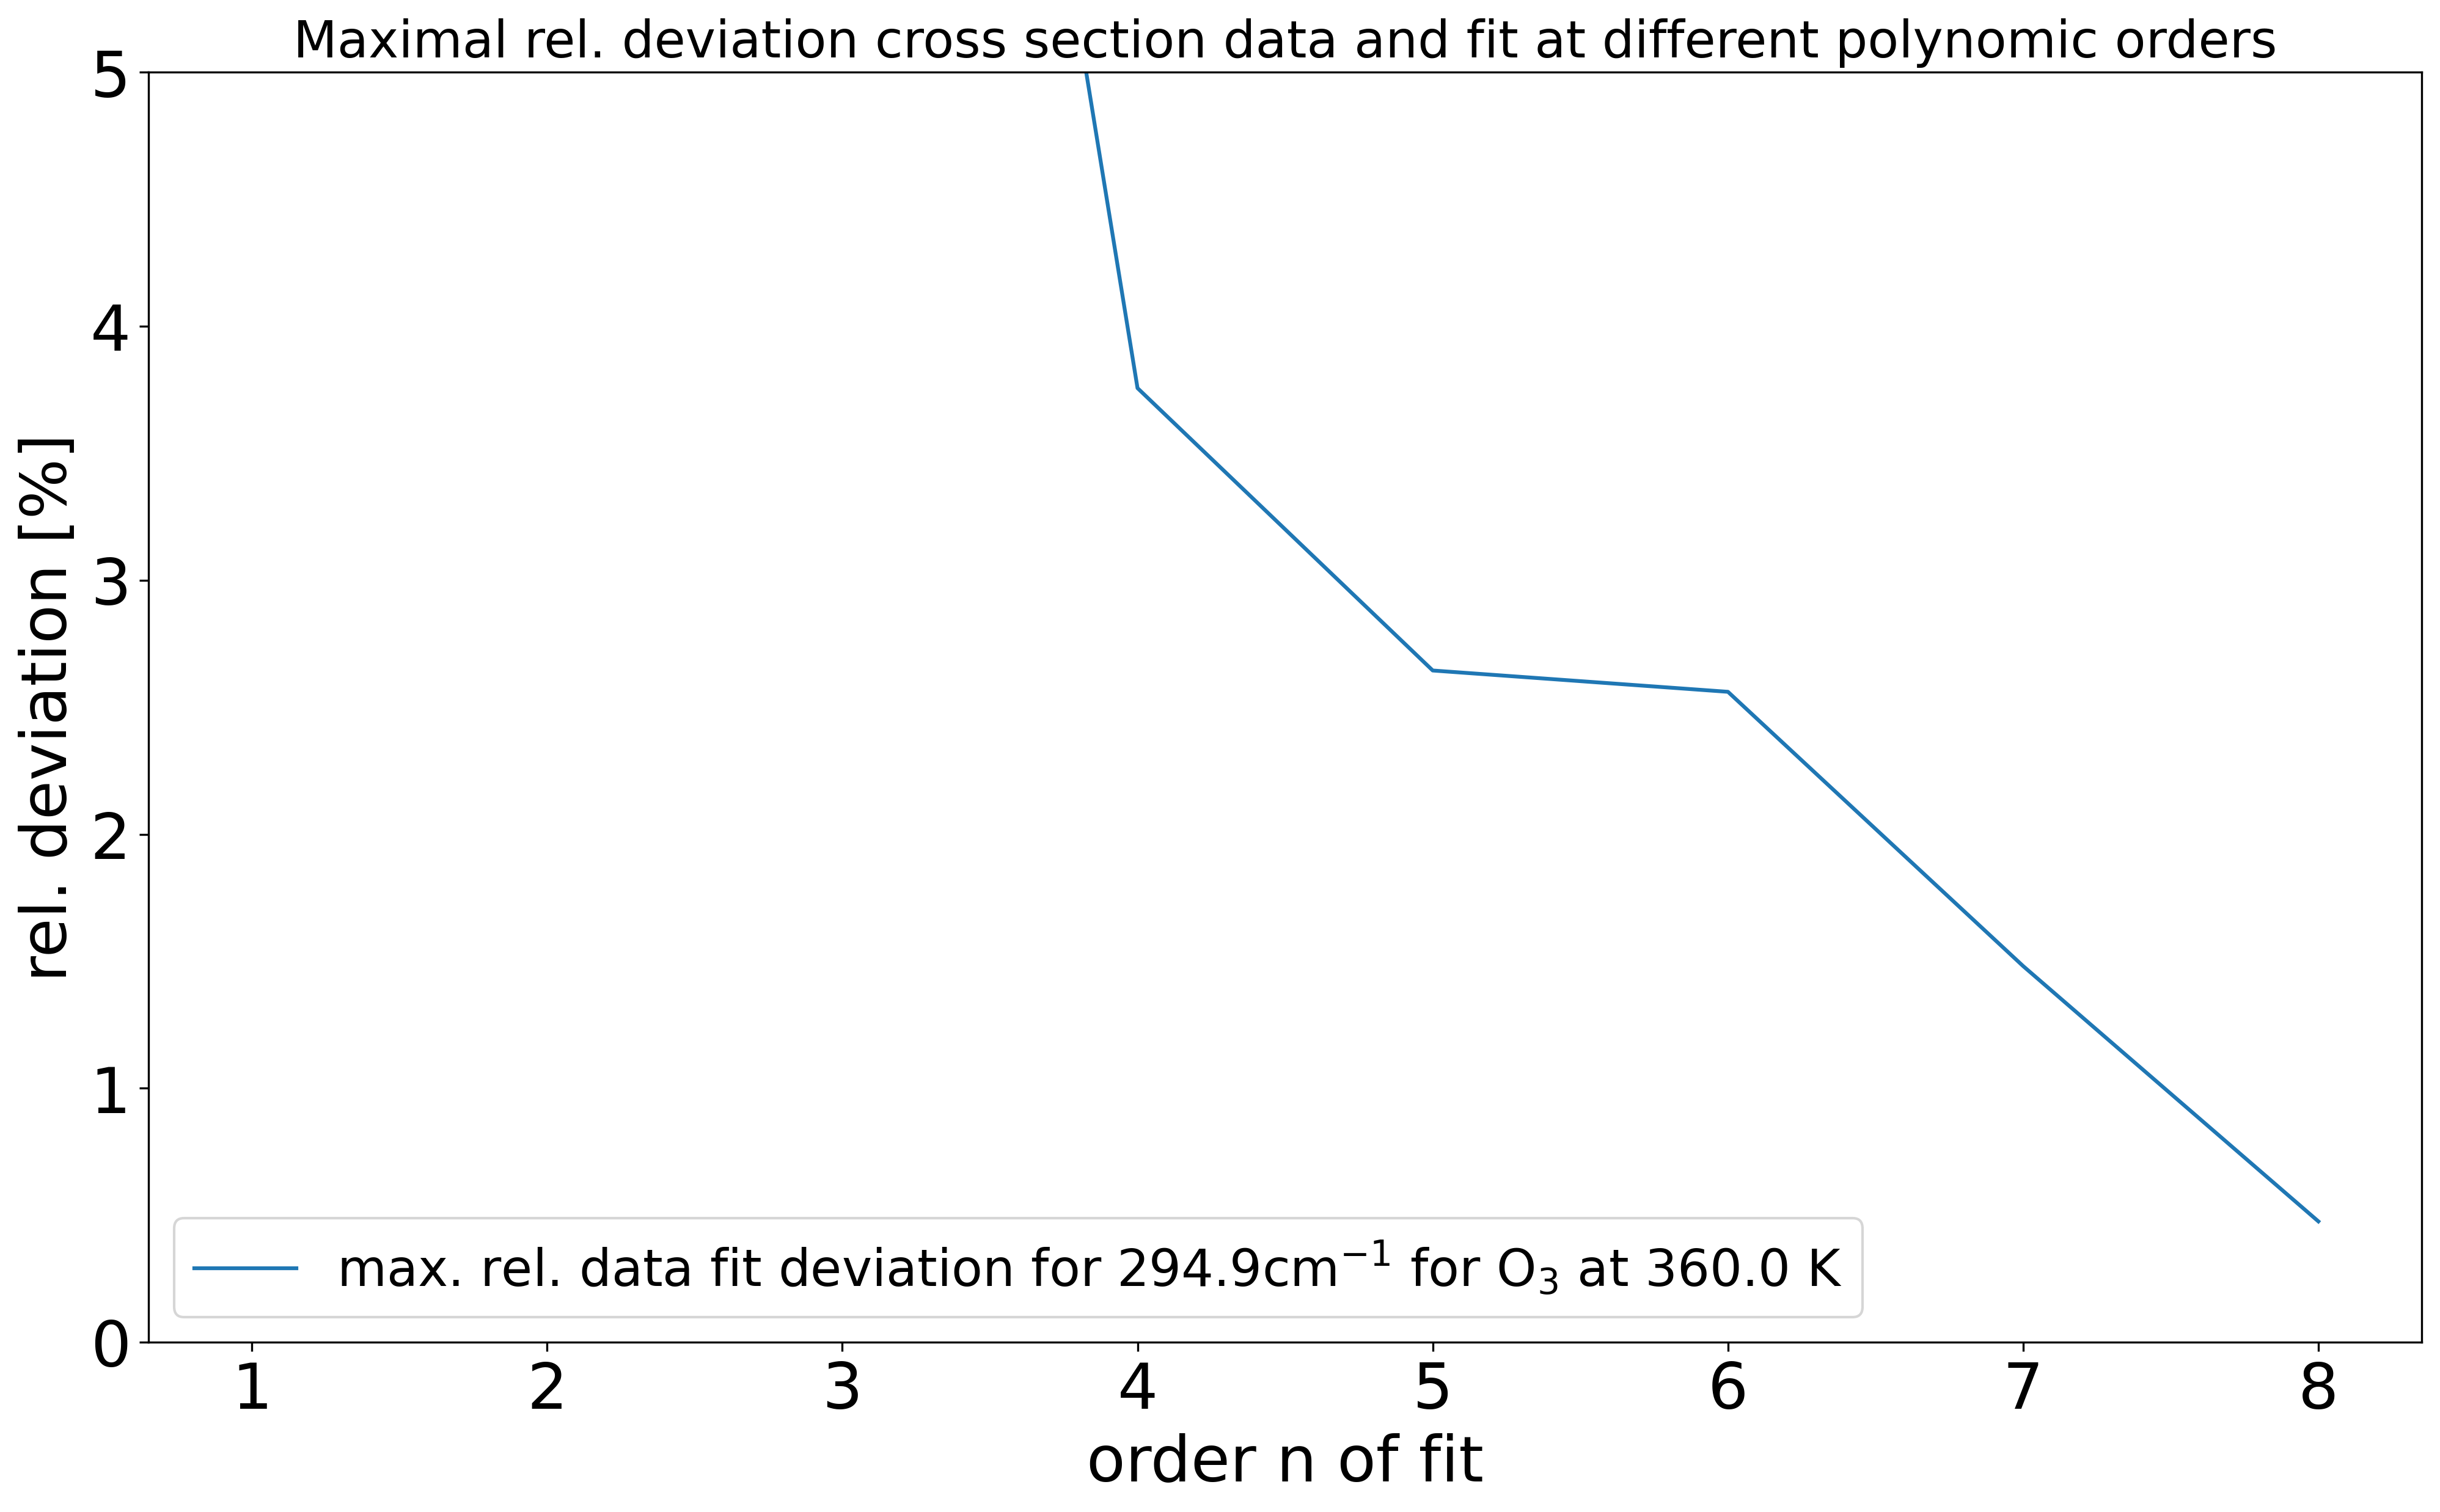 Maximal rel. deviation cross section data and fit at different polynomic orders
rel. deviation [%]
5
4
3
2
1
0
max. rel. data fit deviation for 294.9cm⁻¹ for O₃ at 360.0 K
1 2 3 4 5 6 7 8
order n of fit